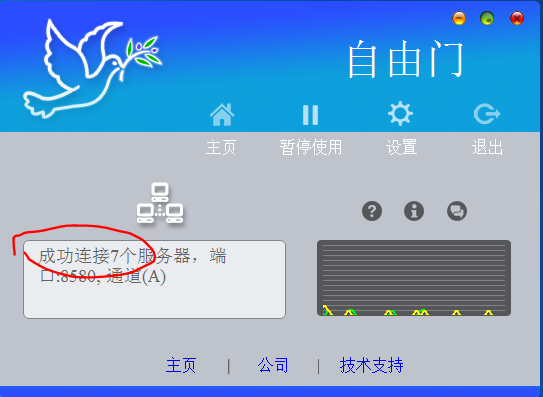 自由门
主页
暂停使用
设置
退出
成功连接7个服务器，端
口:8580, 通道(A)
主页 | 公司 | 技术支持